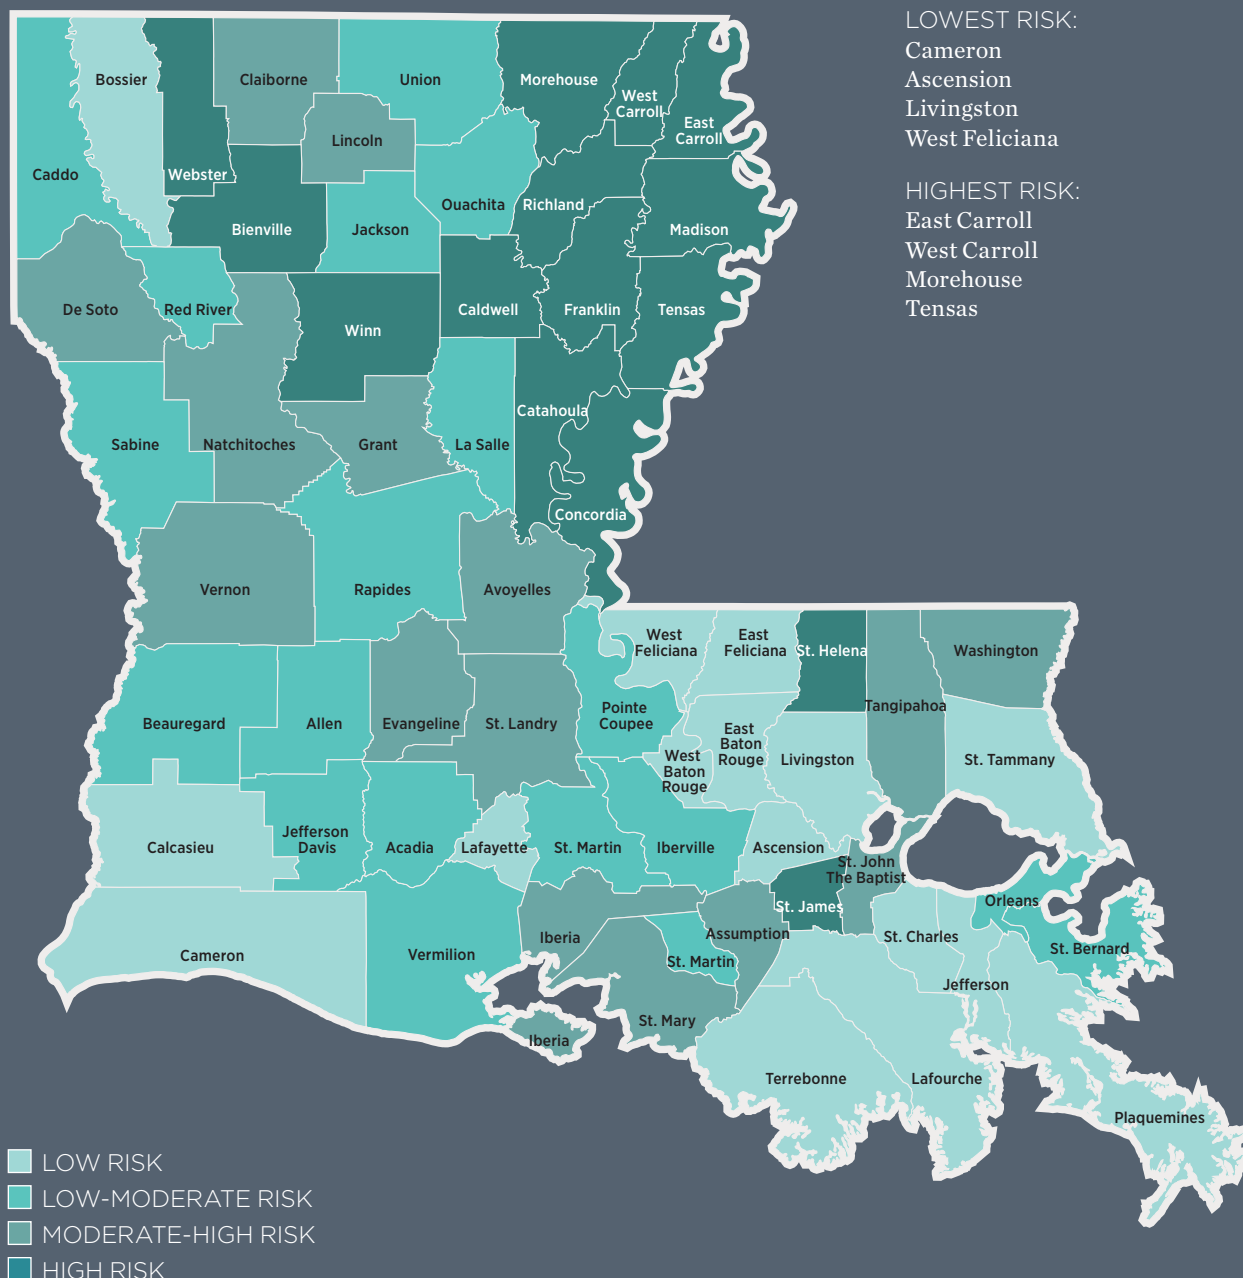 LOWEST RISK:
Cameron
Ascension
Livingston
West Feliciana
HIGHEST RISK:
East Carroll
West Carroll
Morehouse
Tensas
Bossier
Claiborne
Union
Morehouse
West
Carroll
East
Carroll
Lincoln
Caddo
Webster
Ouachita
Richland
Bienville
Jackson
Madison
De Soto
Red River
Winn
Caldwell
Franklin
Tensas
Catahoula
Sabine
Natchitoches
Grant
La Salle
Concordia
Vernon
Rapides
Avoyelles
West
Feliciana
East
Feliciana
St. Helena
Washington
Tangipahoa
Beauregard
Allen
Evangeline
St. Landry
Pointe
Coupee
East
Baton
Rouge
West
Baton
Rouge
Livingston
St. Tammany
Calcasieu
Jefferson
Davis
Acadia
Lafayette
St. Martin
Iberville
Ascension
St. John
The Baptist
St. James
Orleans
Cameron
Vermilion
Iberia
Assumption
St. Charles
St. Bernard
St. Martin
Jefferson
St. Mary
Iberia
Terrebonne
Lafourche
Plaquemines
LOW RISK
LOW-MODERATE RISK
MODERATE-HIGH RISK
HIGH RISK